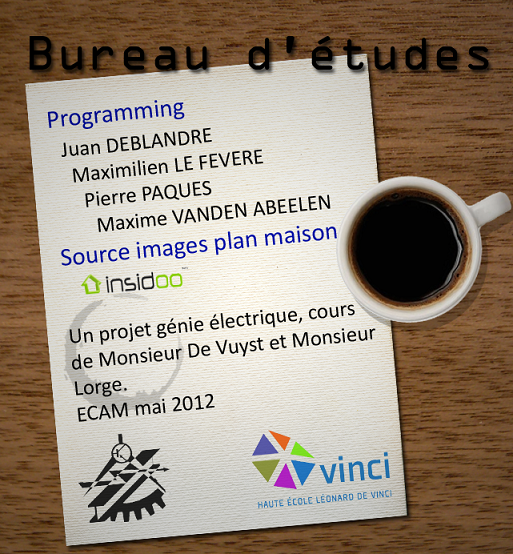 Bureau d'études
Programming
Juan DEBLANDRE
Maximilien LE FEVERE
Pierre PAQUES
Maxime VANDEN ABEELEN
Source images plan maison
insidoo
Un projet génie électrique, cours
de Monsieur De Vuyst et Monsieur
Lorge.
ECAM mai 2012
vinci
HAUTE ÉCOLE LÉONARD DE VINCI